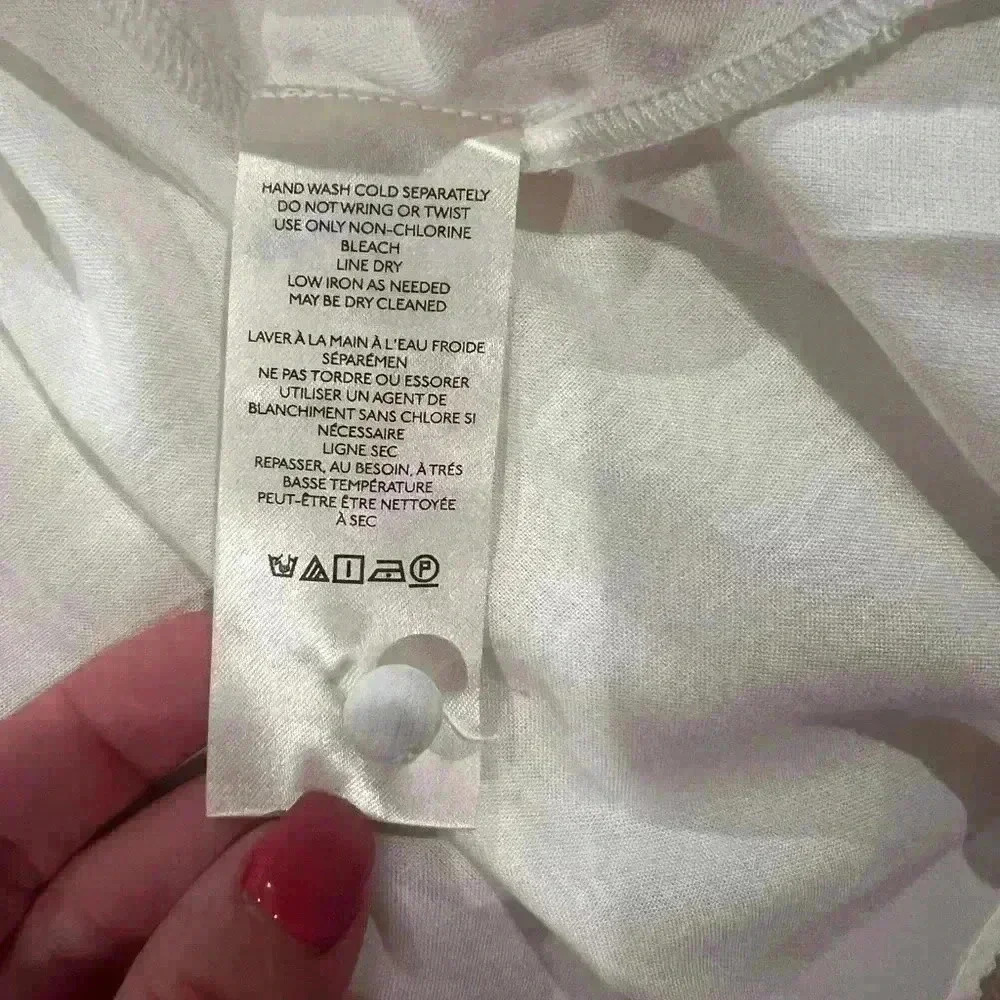 HAND WASH COLD SEPARATELY
DO NOT WRING OR TWIST
USE ONLY NON-CHLORINE
BLEACH
LINE DRY
LOW IRON AS NEEDED
MAY BE DRY CLEANED
LAVER À LA MAIN À L'EAU FROIDE
SÉPARÉMEN
NE PAS TORDRE OU ESSORER
UTILISER UN AGENT DE
BLANCHIMENT SANS CHLORE SI
NÉCESSAIRE
LIGNE SEC
REPASSER, AU BESOIN, À TRÉS
BASSE TEMPÉRATURE
PEUT-ÊTRE ÊTRE NETTOYÉE
À SEC
P